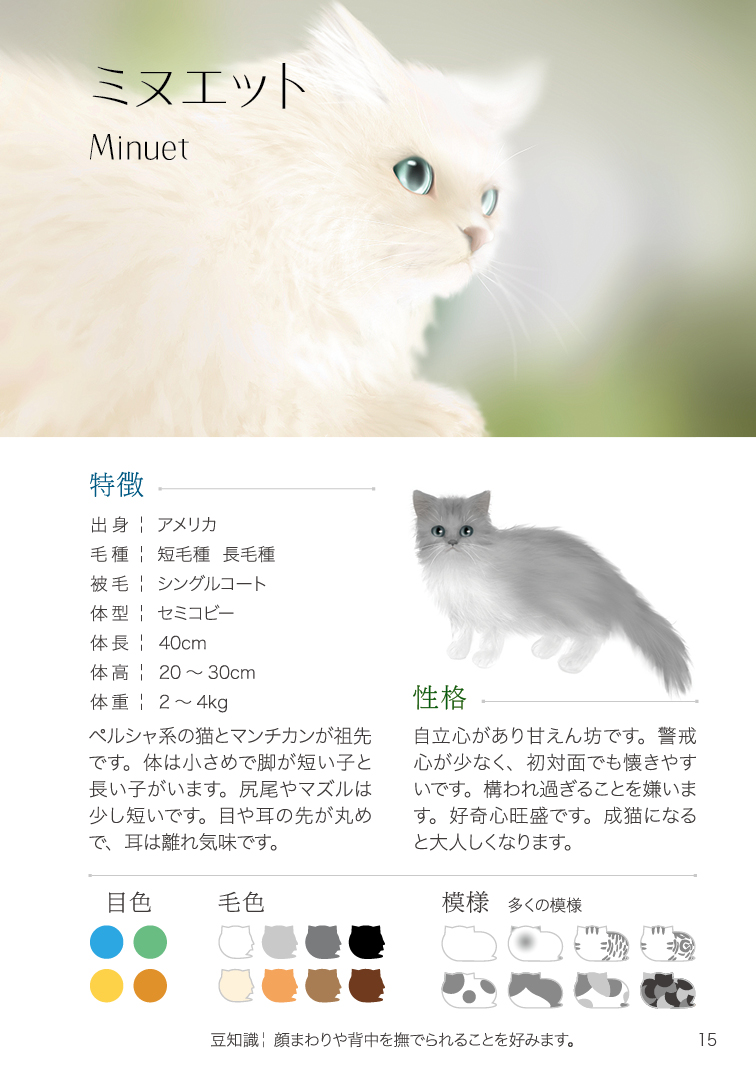 ミヌエット
Minuet
特徴
出身 ¦ アメリカ
毛種 ¦ 短毛種 長毛種
被毛 ¦ シングルコート
体型 ¦ セミコビー
体長 ¦ 40cm
体高 ¦ 20 〜 30cm
体重 ¦ 2 〜 4kg
ペルシャ系の猫とマンチカンが祖先
です。体は小さめで脚が短い子と
長い子がいます。尻尾やマズルは
少し短いです。目や耳の先が丸め
で、耳は離れ気味です。
性格
自立心があり甘えん坊です。警戒
心が少なく、初対面でも懐きやす
いです。構われ過ぎることを嫌いま
す。好奇心旺盛です。成猫になる
と大人しくなります。
目色
毛色
模様 多くの模様
豆知識¦ 顔まわりや背中を撫でられることを好みます。
15